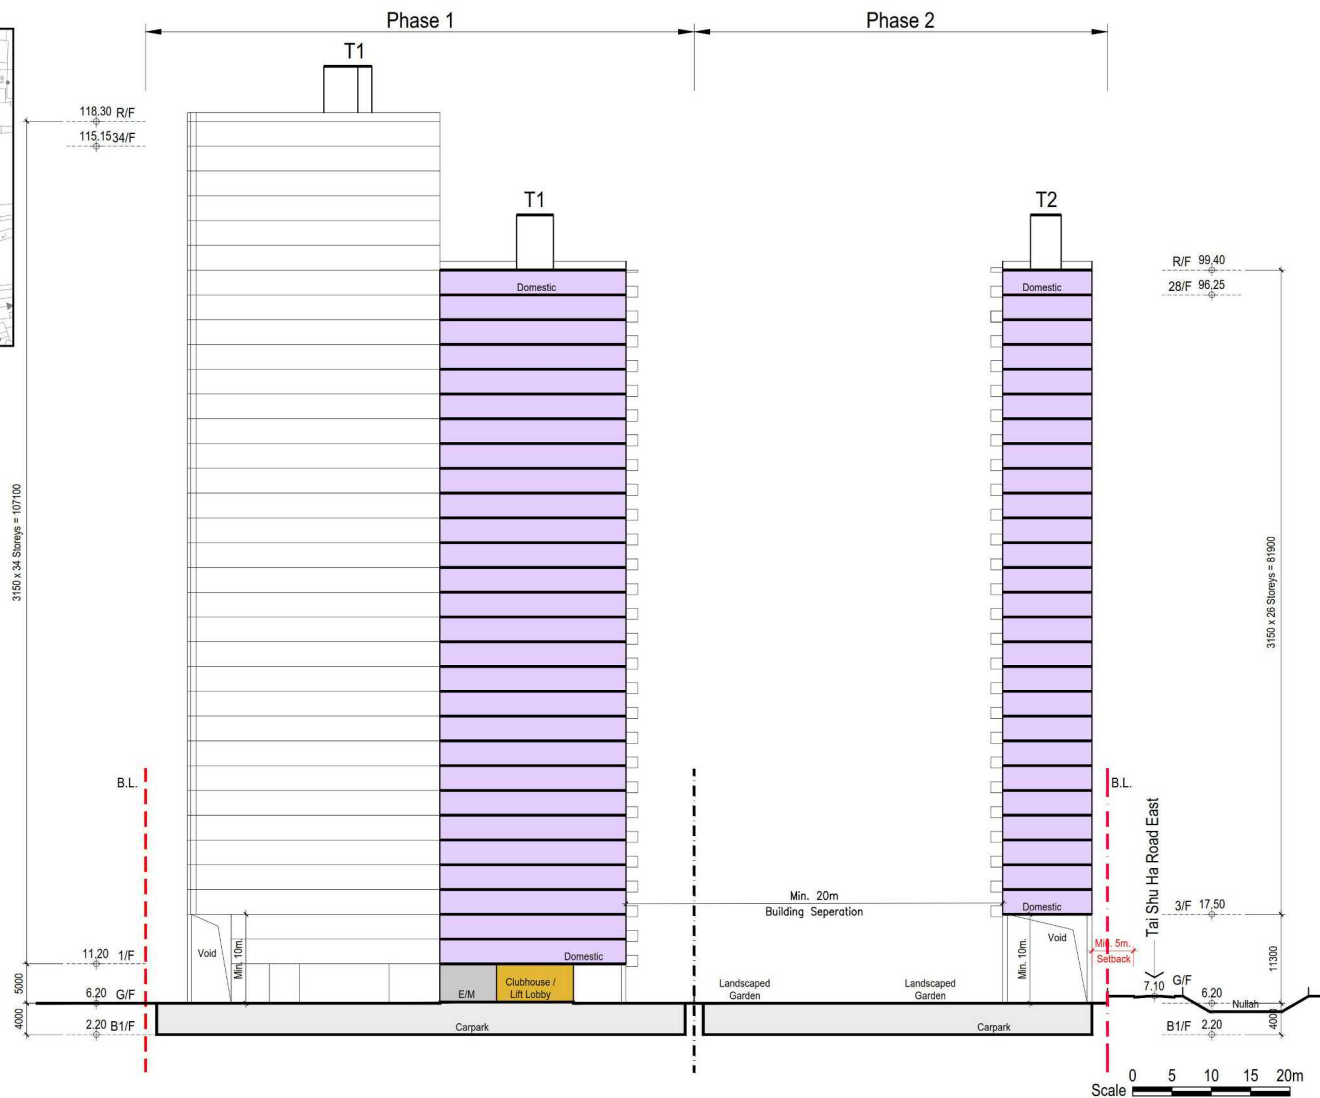 Phase 1
Phase 2
T1
118.30 R/F
115.15 34/F
T1
T2
R/F 99.40
28/F 96.25
Domestic
Domestic
3150 x 34 Storeys = 107100
3150 x 26 Storeys = 81900
B.L.
B.L.
Tai Shu Ha Road East
Min. 20m
Building Seperation
Domestic
3/F 17.50
Void
Min. 10m.
Domestic
Min. 10m.
Void
Min. 5m.
Setback
11.20 1/F
11300
5000
E/M
Clubhouse /
Lift Lobby
Landscaped
Garden
Landscaped
Garden
7.10
G/F
6.20
6.20 G/F
Nullah
4000
2.20 B1/F
Carpark
Carpark
B1/F 2.20
4000
Scale
0 5 10 15 20m